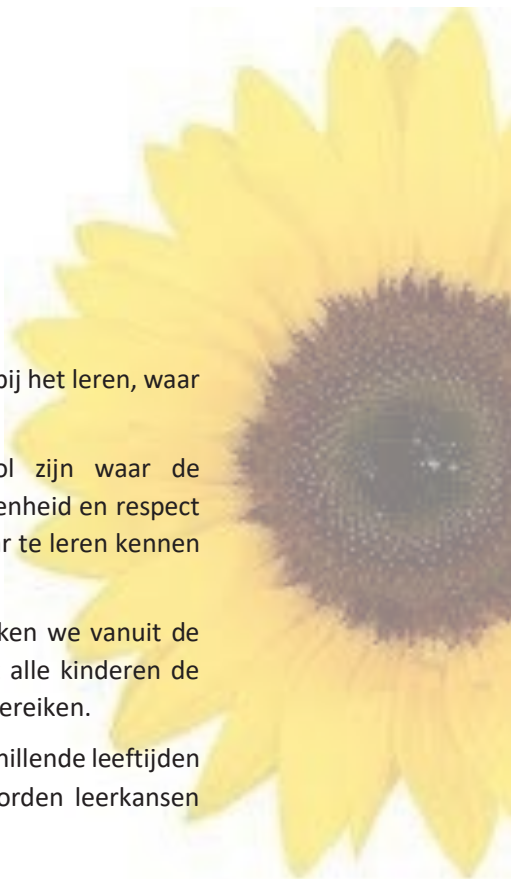 bij het leren, waar
ol zijn waar de
enheid en respect
r te leren kennen
ken we vanuit de
alle kinderen de
ereiken.
hillende leeftijden
orden leerkansen